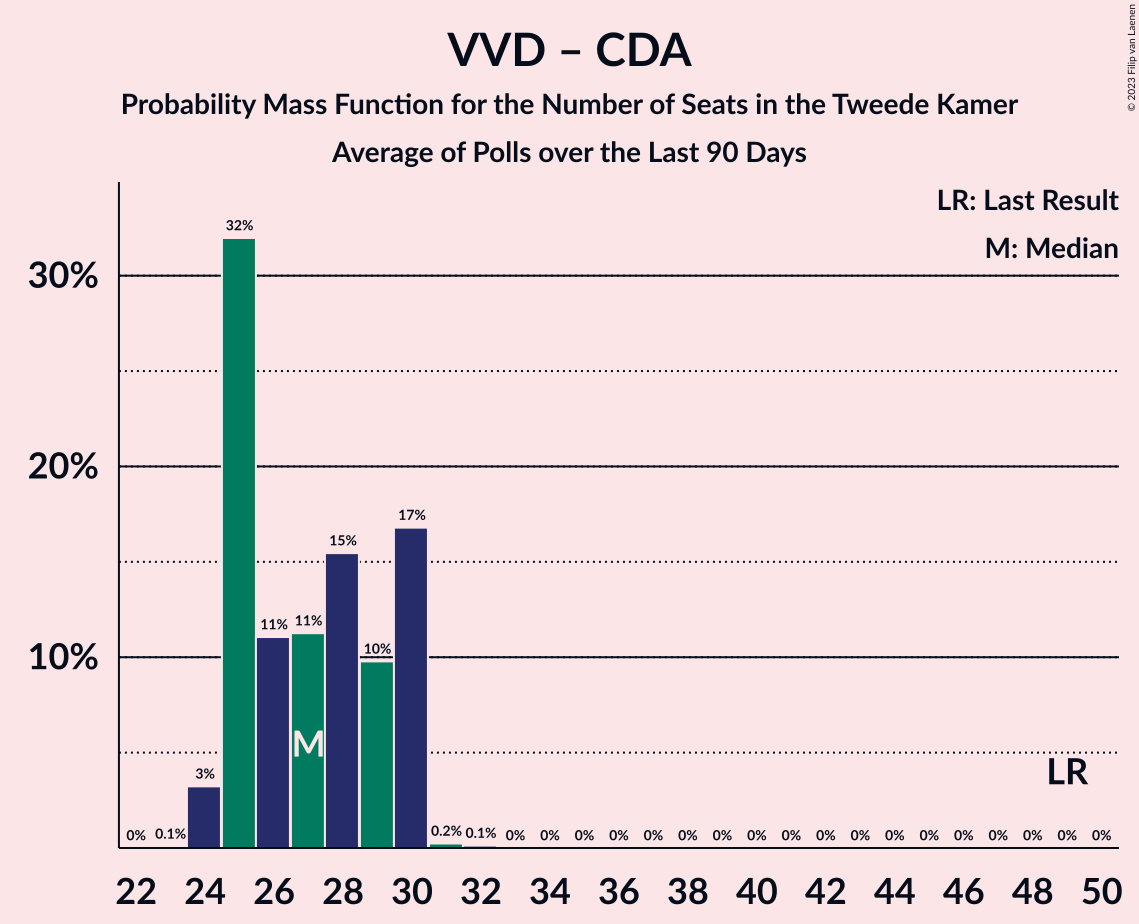 VVD – CDA
Probability Mass Function for the Number of Seats in the Tweede Kamer
Average of Polls over the Last 90 Days
© 2023 Filip van Laenen
LR: Last Result
M: Median
30%
20%
10%
0% 0.1% 3% 32% 11% 11% 15% 10% 17% 0.2% 0.1% 0% 0% 0% 0% 0% 0% 0% 0% 0% 0% 0% 0% 0% 0% 0% 0% 0% 0%
M
LR
22 24 26 28 30 32 34 36 38 40 42 44 46 48 50